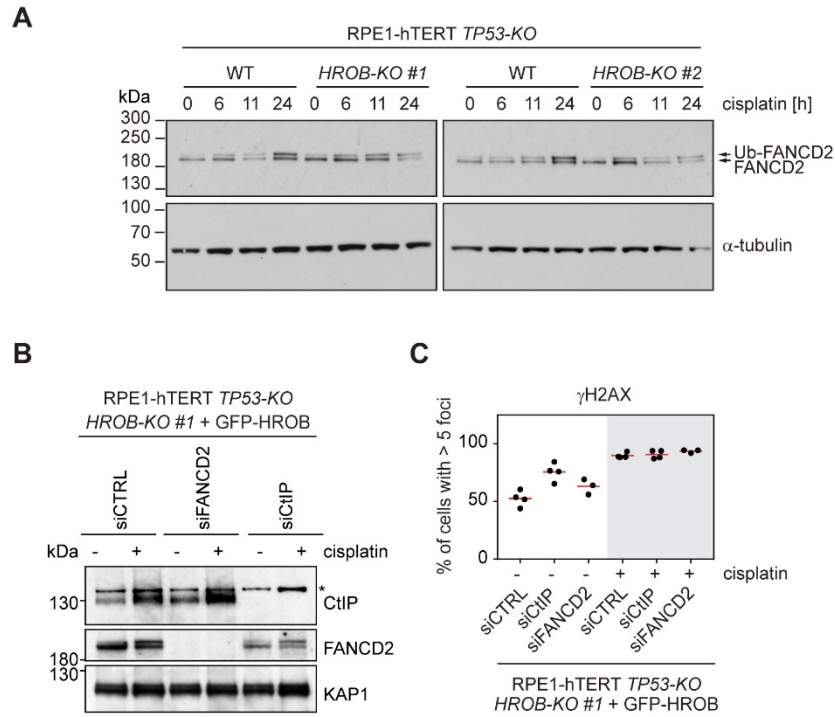 A
RPE1-hTERT TP53-KO
WT HROB-KO #1 WT HROB-KO #2
kDa 0 6 11 24 0 6 11 24 0 6 11 24 0 6 11 24 cisplatin [h]
300
250
180
130
Ub-FANCD2
FANCD2
100
70
50
α-tubulin
B
RPE1-hTERT TP53-KO
HROB-KO #1 + GFP-HROB
siCTRL siFANCD2 siCtIP
kDa - + - + - + cisplatin
*
130 CtIP
FANCD2
180
130
KAP1
C
γH2AX
% of cells with > 5 foci
100
50
0
- - - + + + cisplatin
siCTRL siCtIP siFANCD2 siCTRL siCtIP siFANCD2
RPE1-hTERT TP53-KO
HROB-KO #1 + GFP-HROB